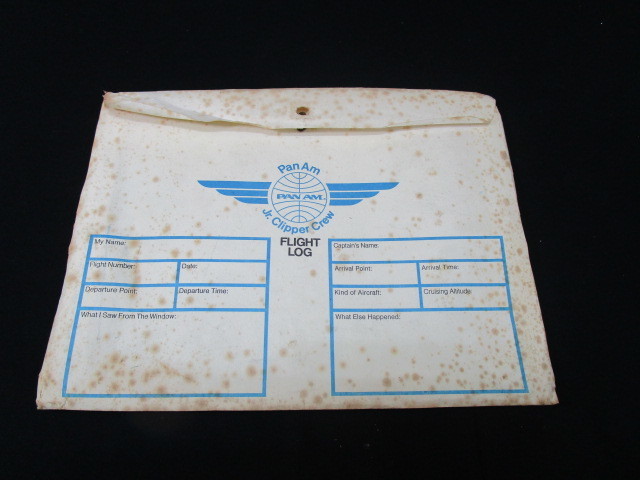 Pan Am
PAN AM
Jr. Clipper Crew
FLIGHT
LOG
My Name:
Flight Number:
Date:
Departure Point:
Departure Time:
What I Saw From The Window:
Captain's Name:
Arrival Point:
Arrival Time:
Kind of Aircraft:
Cruising Altitude:
What Else Happened: